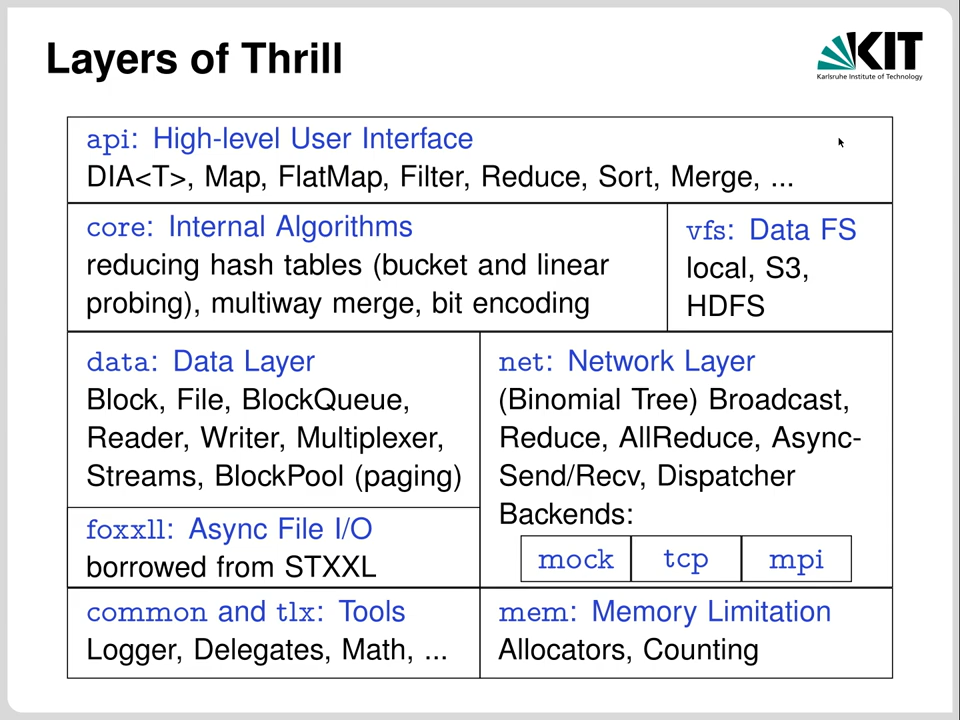 Layers of Thrill
KIT
Karlsruhe Institute of Technology
api: High-level User Interface
DIA<T>, Map, FlatMap, Filter, Reduce, Sort, Merge, ...
core: Internal Algorithms
reducing hash tables (bucket and linear
probing), multiway merge, bit encoding
vfs: Data FS
local, S3,
HDFS
data: Data Layer
Block, File, BlockQueue,
Reader, Writer, Multiplexer,
Streams, BlockPool (paging)
foxxll: Async File I/O
borrowed from STXXL
net: Network Layer
(Binomial Tree) Broadcast,
Reduce, AllReduce, Async-
Send/Recv, Dispatcher
Backends:
mock tcp mpi
common and tlx: Tools
Logger, Delegates, Math, ...
mem: Memory Limitation
Allocators, Counting